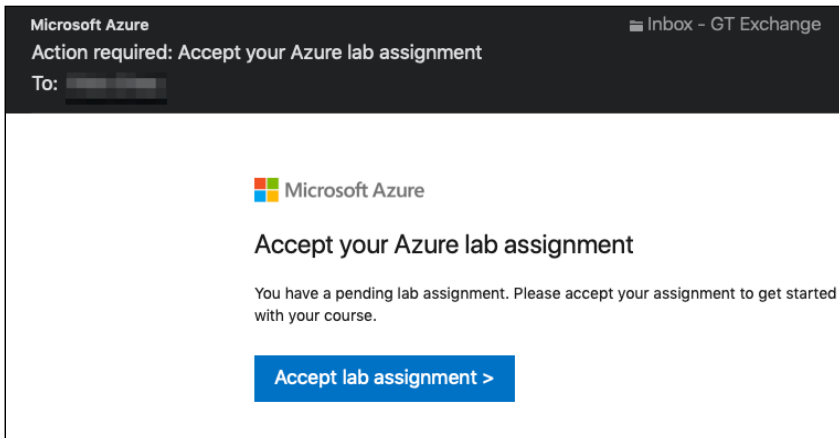 Microsoft Azure
Inbox - GT Exchange
Action required: Accept your Azure lab assignment
To:
Microsoft Azure
Accept your Azure lab assignment
You have a pending lab assignment. Please accept your assignment to get started
with your course.
Accept lab assignment >